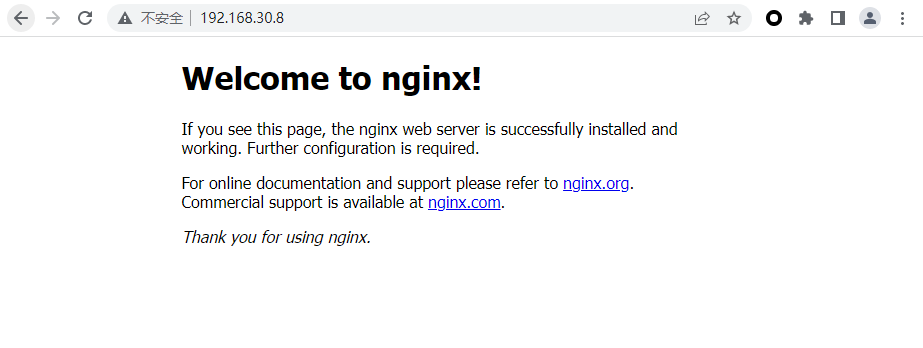 不安全 192.168.30.8
Welcome to nginx!
If you see this page, the nginx web server is successfully installed and
working. Further configuration is required.
For online documentation and support please refer to nginx.org.
Commercial support is available at nginx.com.
Thank you for using nginx.